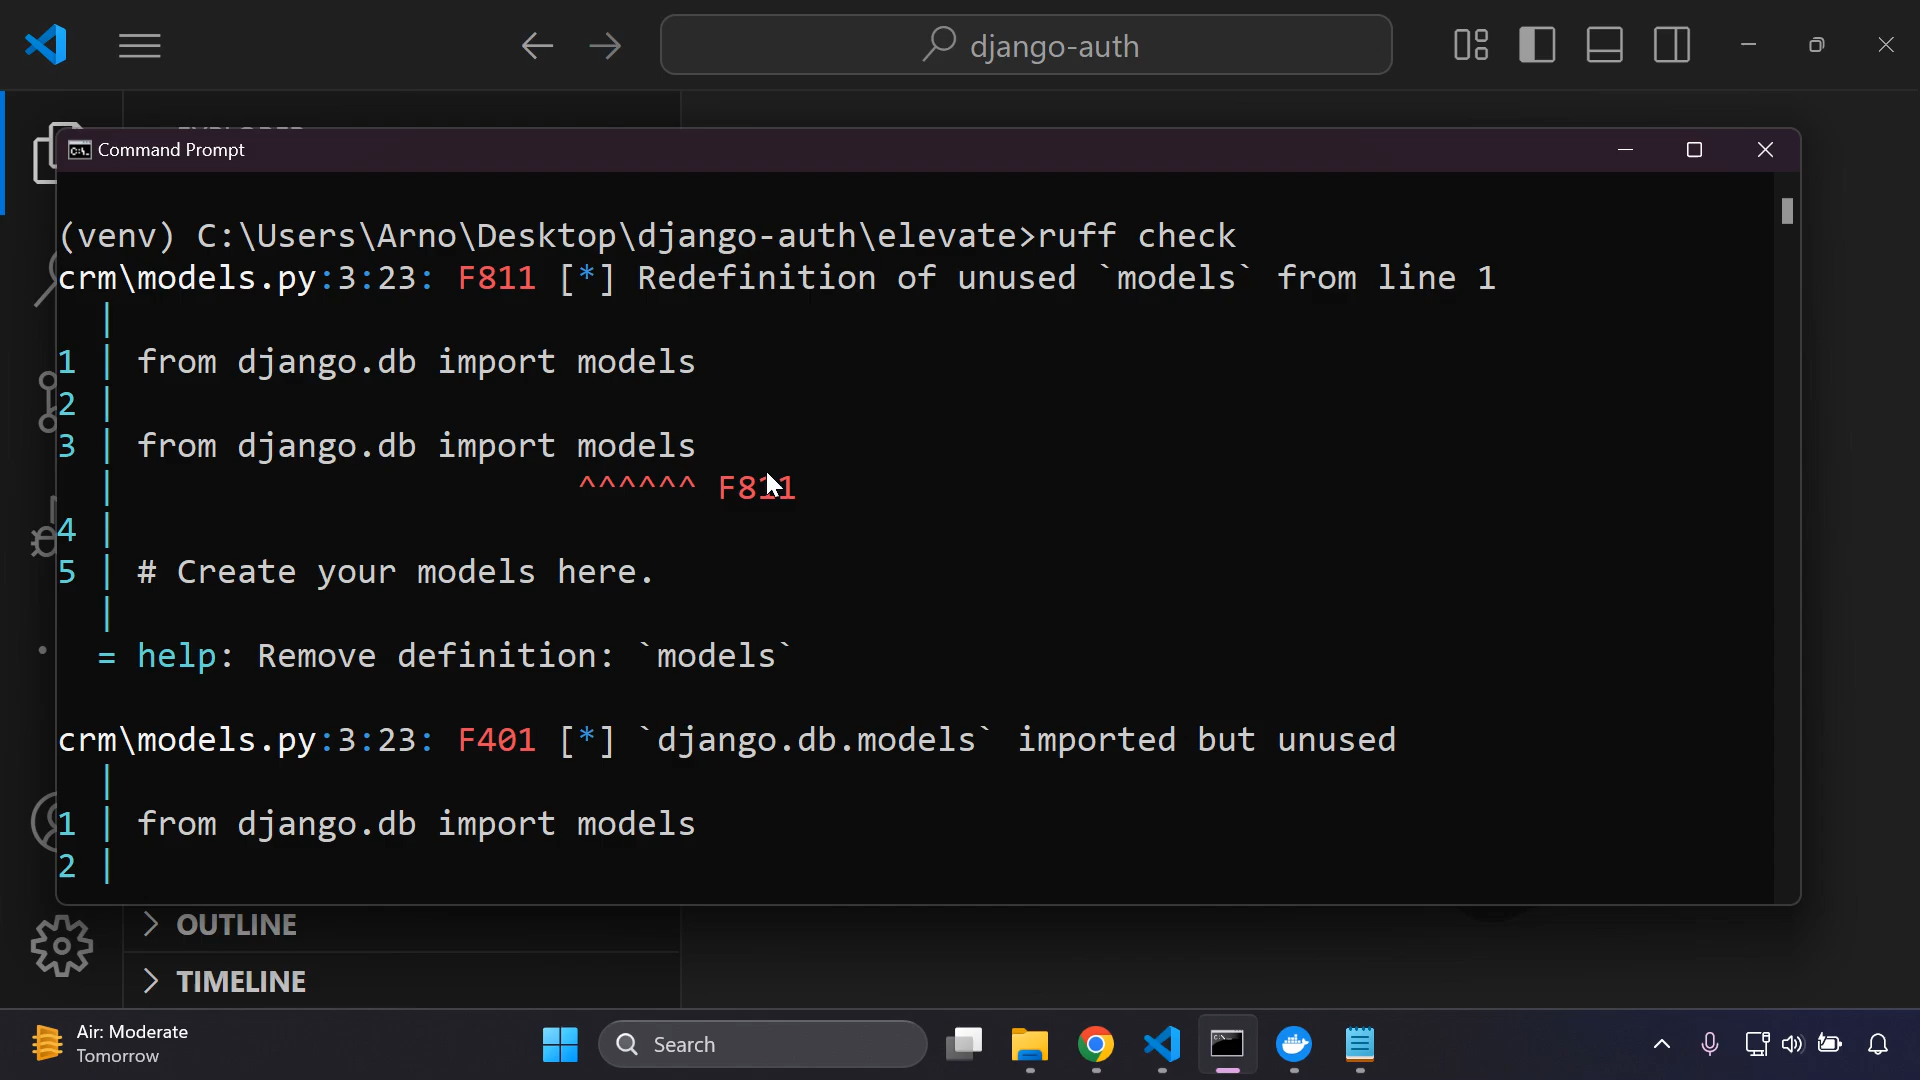 django-auth
Command Prompt
(venv) C:\Users\Arno\Desktop\django-auth\elevate>ruff check
crm\models.py:3:23: F811 [*] Redefinition of unused `models` from line 1
|
1 | from django.db import models
2 |
3 | from django.db import models
| ^^^^^^ F811
4 |
5 | # Create your models here.
|
= help: Remove definition: `models`
crm\models.py:3:23: F401 [*] `django.db.models` imported but unused
|
1 | from django.db import models
2 |
OUTLINE
TIMELINE
Air: Moderate
Tomorrow
Search